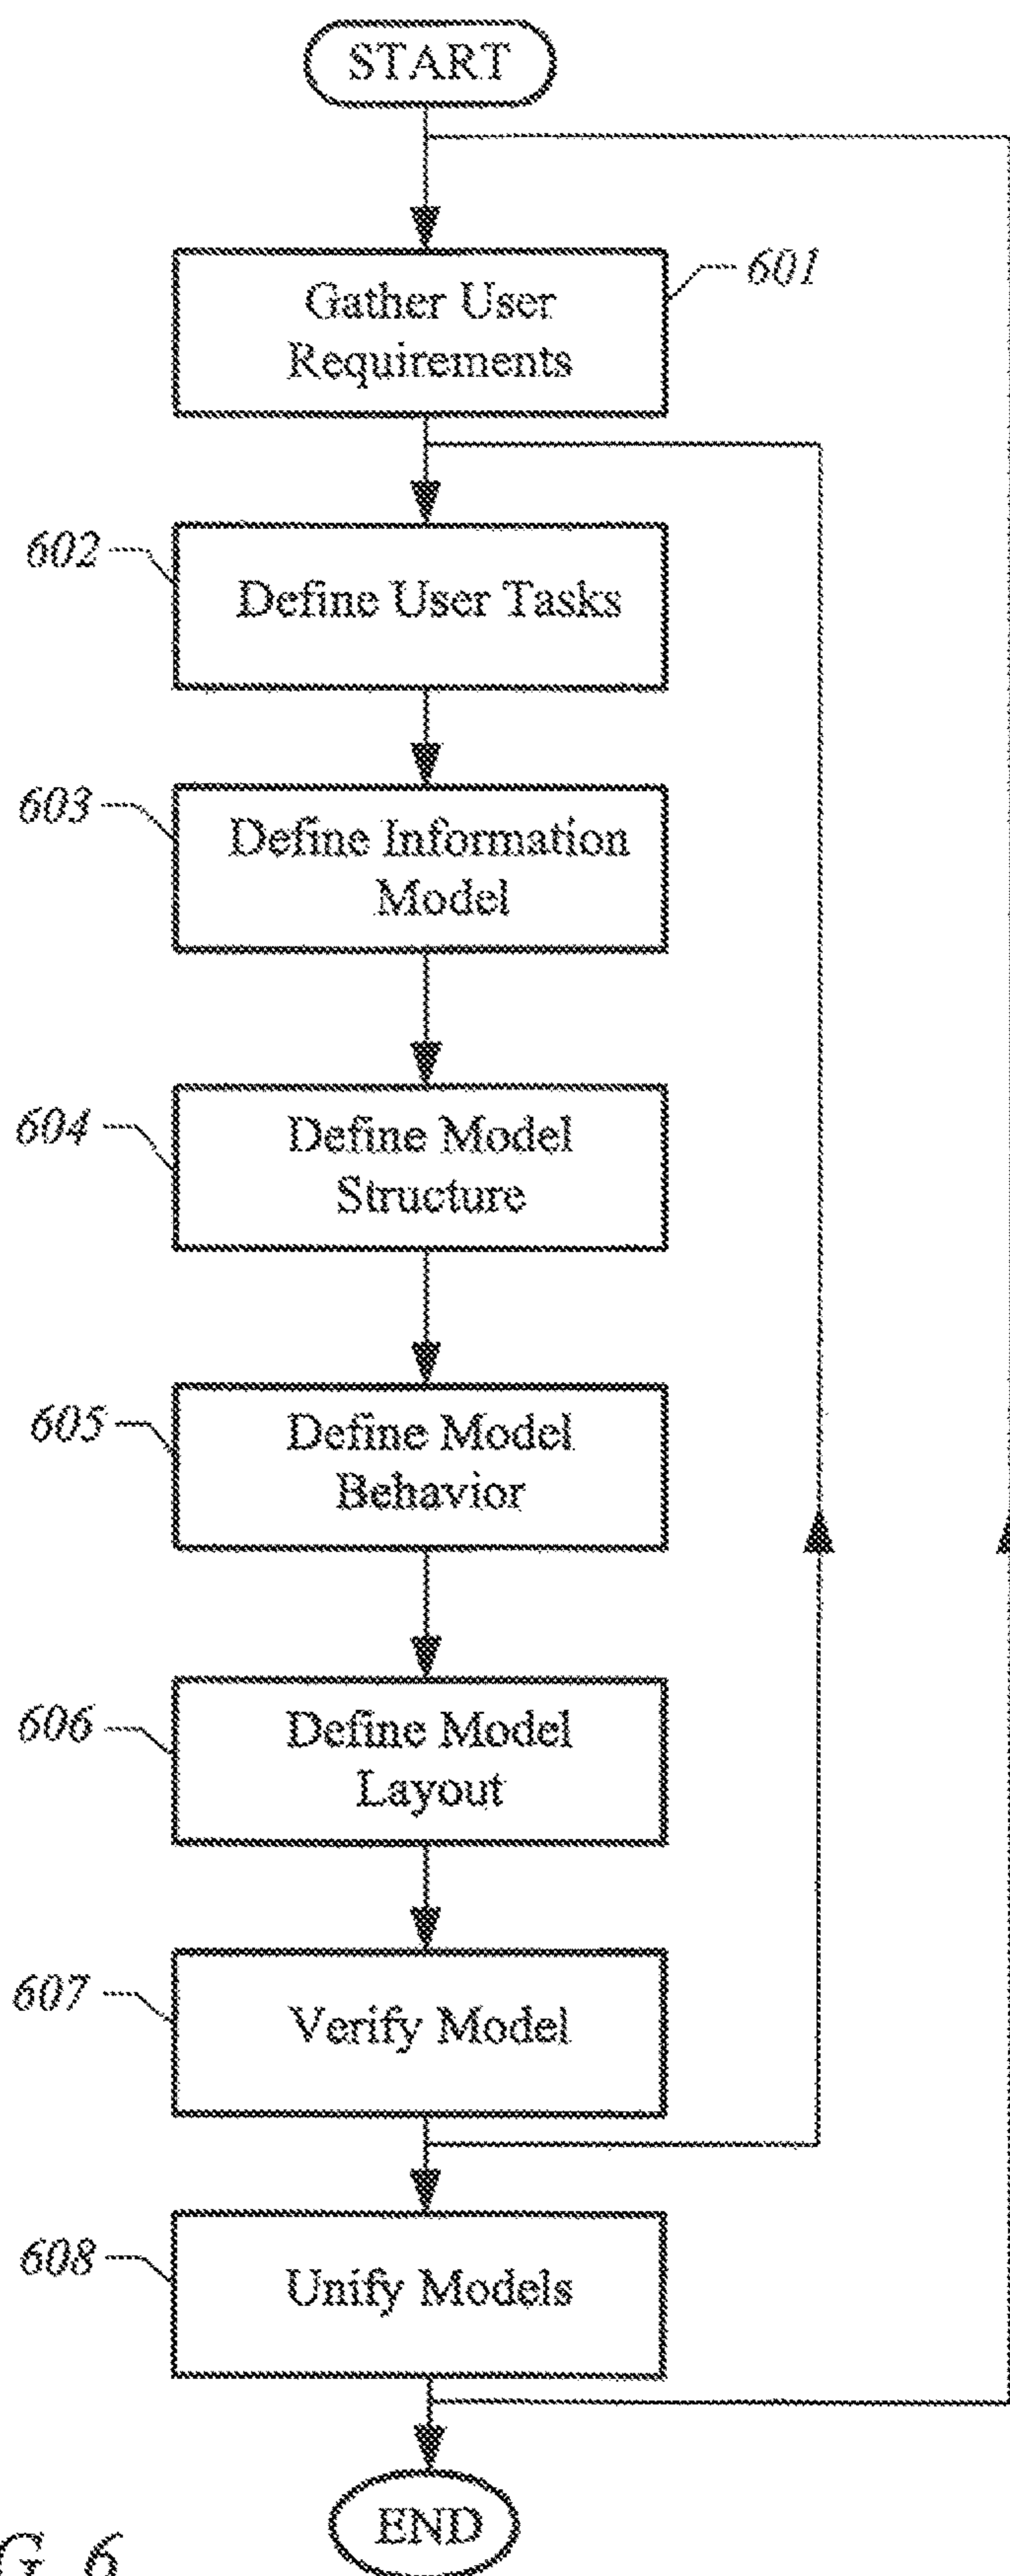 START
Gather User
Requirements
601
602
Define User Tasks
603
Define Information
Model
604
Define Model
Structure
605
Define Model
Behavior
606
Define Model
Layout
607
Verify Model
608
Unify Models
END
G. 6